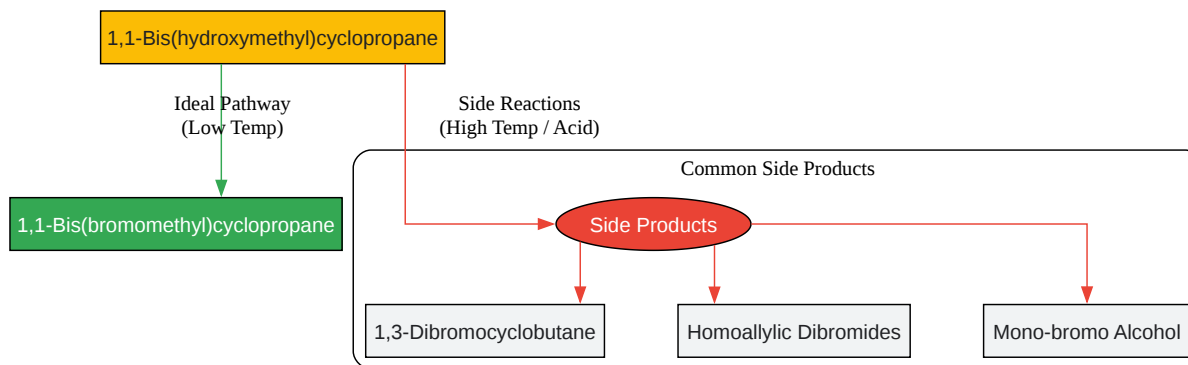 1,1-Bis(hydroxymethyl)cyclopropane
Ideal Pathway
(Low Temp)
Side Reactions
(High Temp / Acid)
Common Side Products
1,1-Bis(bromomethyl)cyclopropane
Side Products
1,3-Dibromocyclobutane
Homoallylic Dibromides
Mono-bromo Alcohol